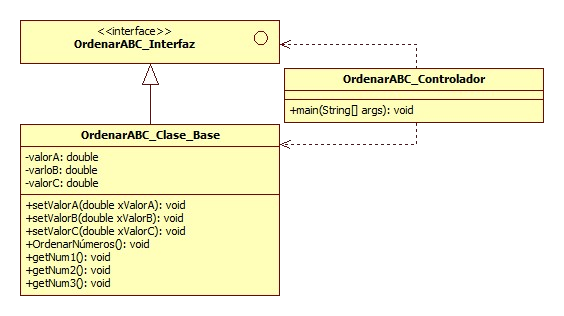 <<interface>>
OrdenarABC_Interfaz
OrdenarABC_Controlador
+main(String[] args): void
OrdenarABC_Clase_Base
-valorA: double
-varloB: double
-valorC: double
+setValorA(double xValorA): void
+setValorB(double xValorB): void
+setValorC(double xValorC): void
+OrdenarNúmeros(): void
+getNum1(): void
+getNum2(): void
+getNum3(): void